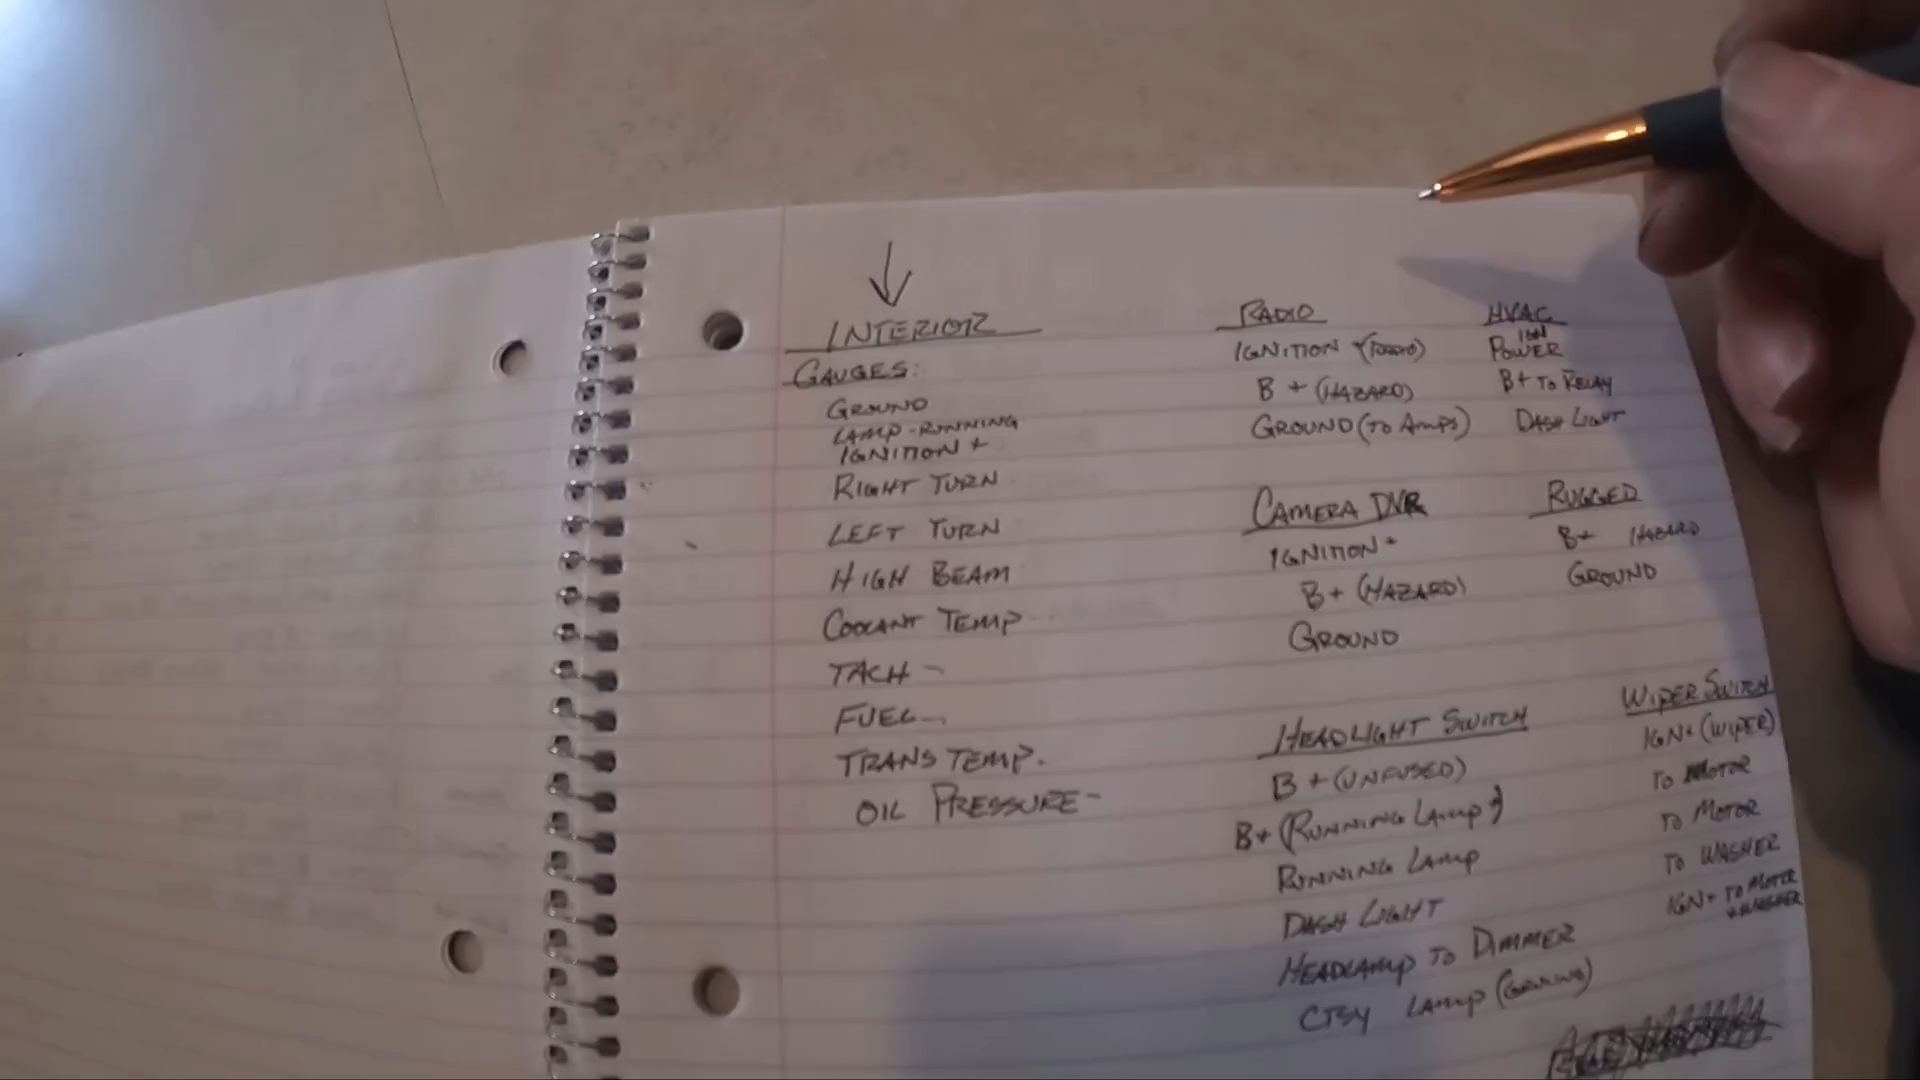 INTERIOR
GAUGES:
GROUND
LAMP-RUNNING
IGNITION +
RIGHT TURN
LEFT TURN
HIGH BEAM
COOLANT TEMP
TACH -
FUEL -
TRANS TEMP.
OIL PRESSURE -
RADIO
IGNITION + (RADIO)
B + (HAZARD)
GROUND (TO AMPS)
HVAC
IGN
POWER
B+ TO RELAY
DASH LIGHT
CAMERA DVR
IGNITION +
B + (HAZARD)
GROUND
RUGGED
B+ HAZARD
GROUND
HEADLIGHT SWITCH
B + (UNFUSED)
B+ (RUNNING LAMP)
RUNNING LAMP
DASH LIGHT
HEADLAMP TO DIMMER
CTSY LAMP (GROUND)
WIPER SWITCH
IGN+ (WIPER)
TO MOTOR
TO MOTOR
TO WASHER
IGN+ TO MOTOR
+ WASHER